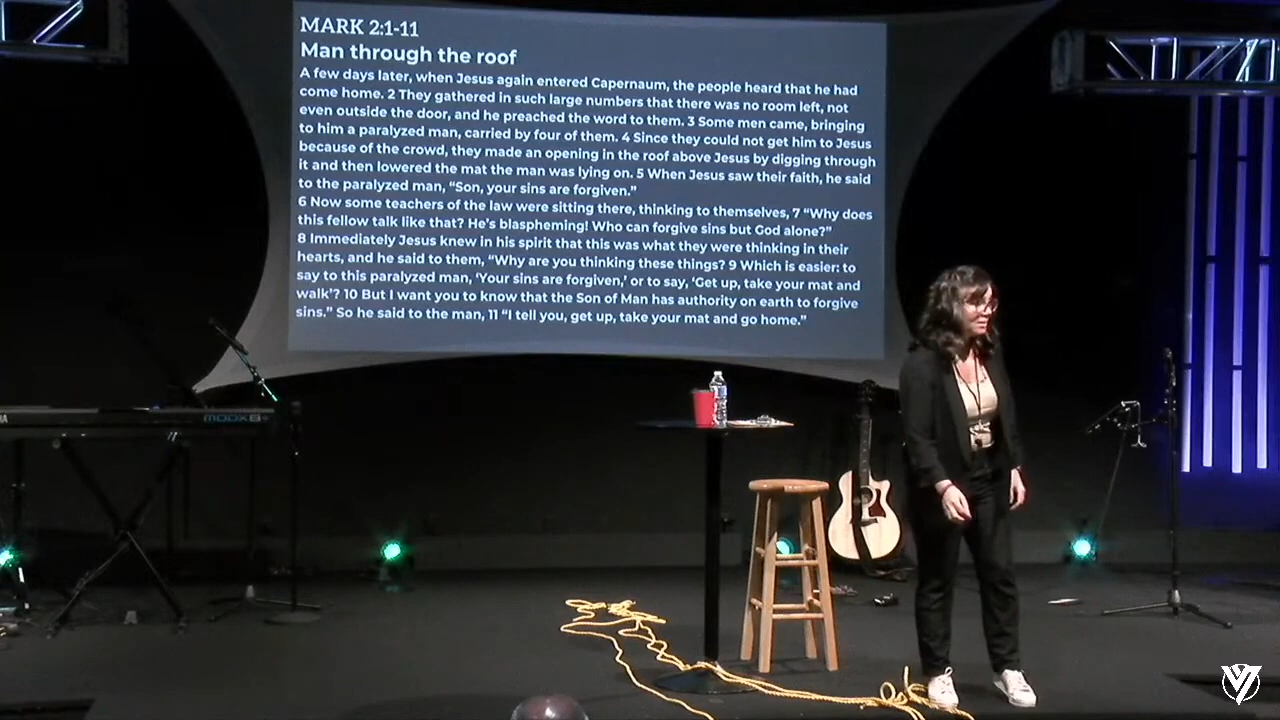 MARK 2:1-11
Man through the roof
A few days later, when Jesus again entered Capernaum, the people heard that he had
come home. 2 They gathered in such large numbers that there was no room left, not
even outside the door, and he preached the word to them. 3 Some men came, bringing
to him a paralyzed man, carried by four of them. 4 Since they could not get him to Jesus
because of the crowd, they made an opening in the roof above Jesus by digging through
it and then lowered the mat the man was lying on. 5 When Jesus saw their faith, he said
to the paralyzed man, “Son, your sins are forgiven.”
6 Now some teachers of the law were sitting there, thinking to themselves, 7 “Why does
this fellow talk like that? He’s blaspheming! Who can forgive sins but God alone?”
8 Immediately Jesus knew in his spirit that this was what they were thinking in their
hearts, and he said to them, “Why are you thinking these things? 9 Which is easier: to
say to this paralyzed man, ‘Your sins are forgiven,’ or to say, ‘Get up, take your mat and
walk’? 10 But I want you to know that the Son of Man has authority on earth to forgive
sins.” So he said to the man, 11 “I tell you, get up, take your mat and go home.”
MODX8+